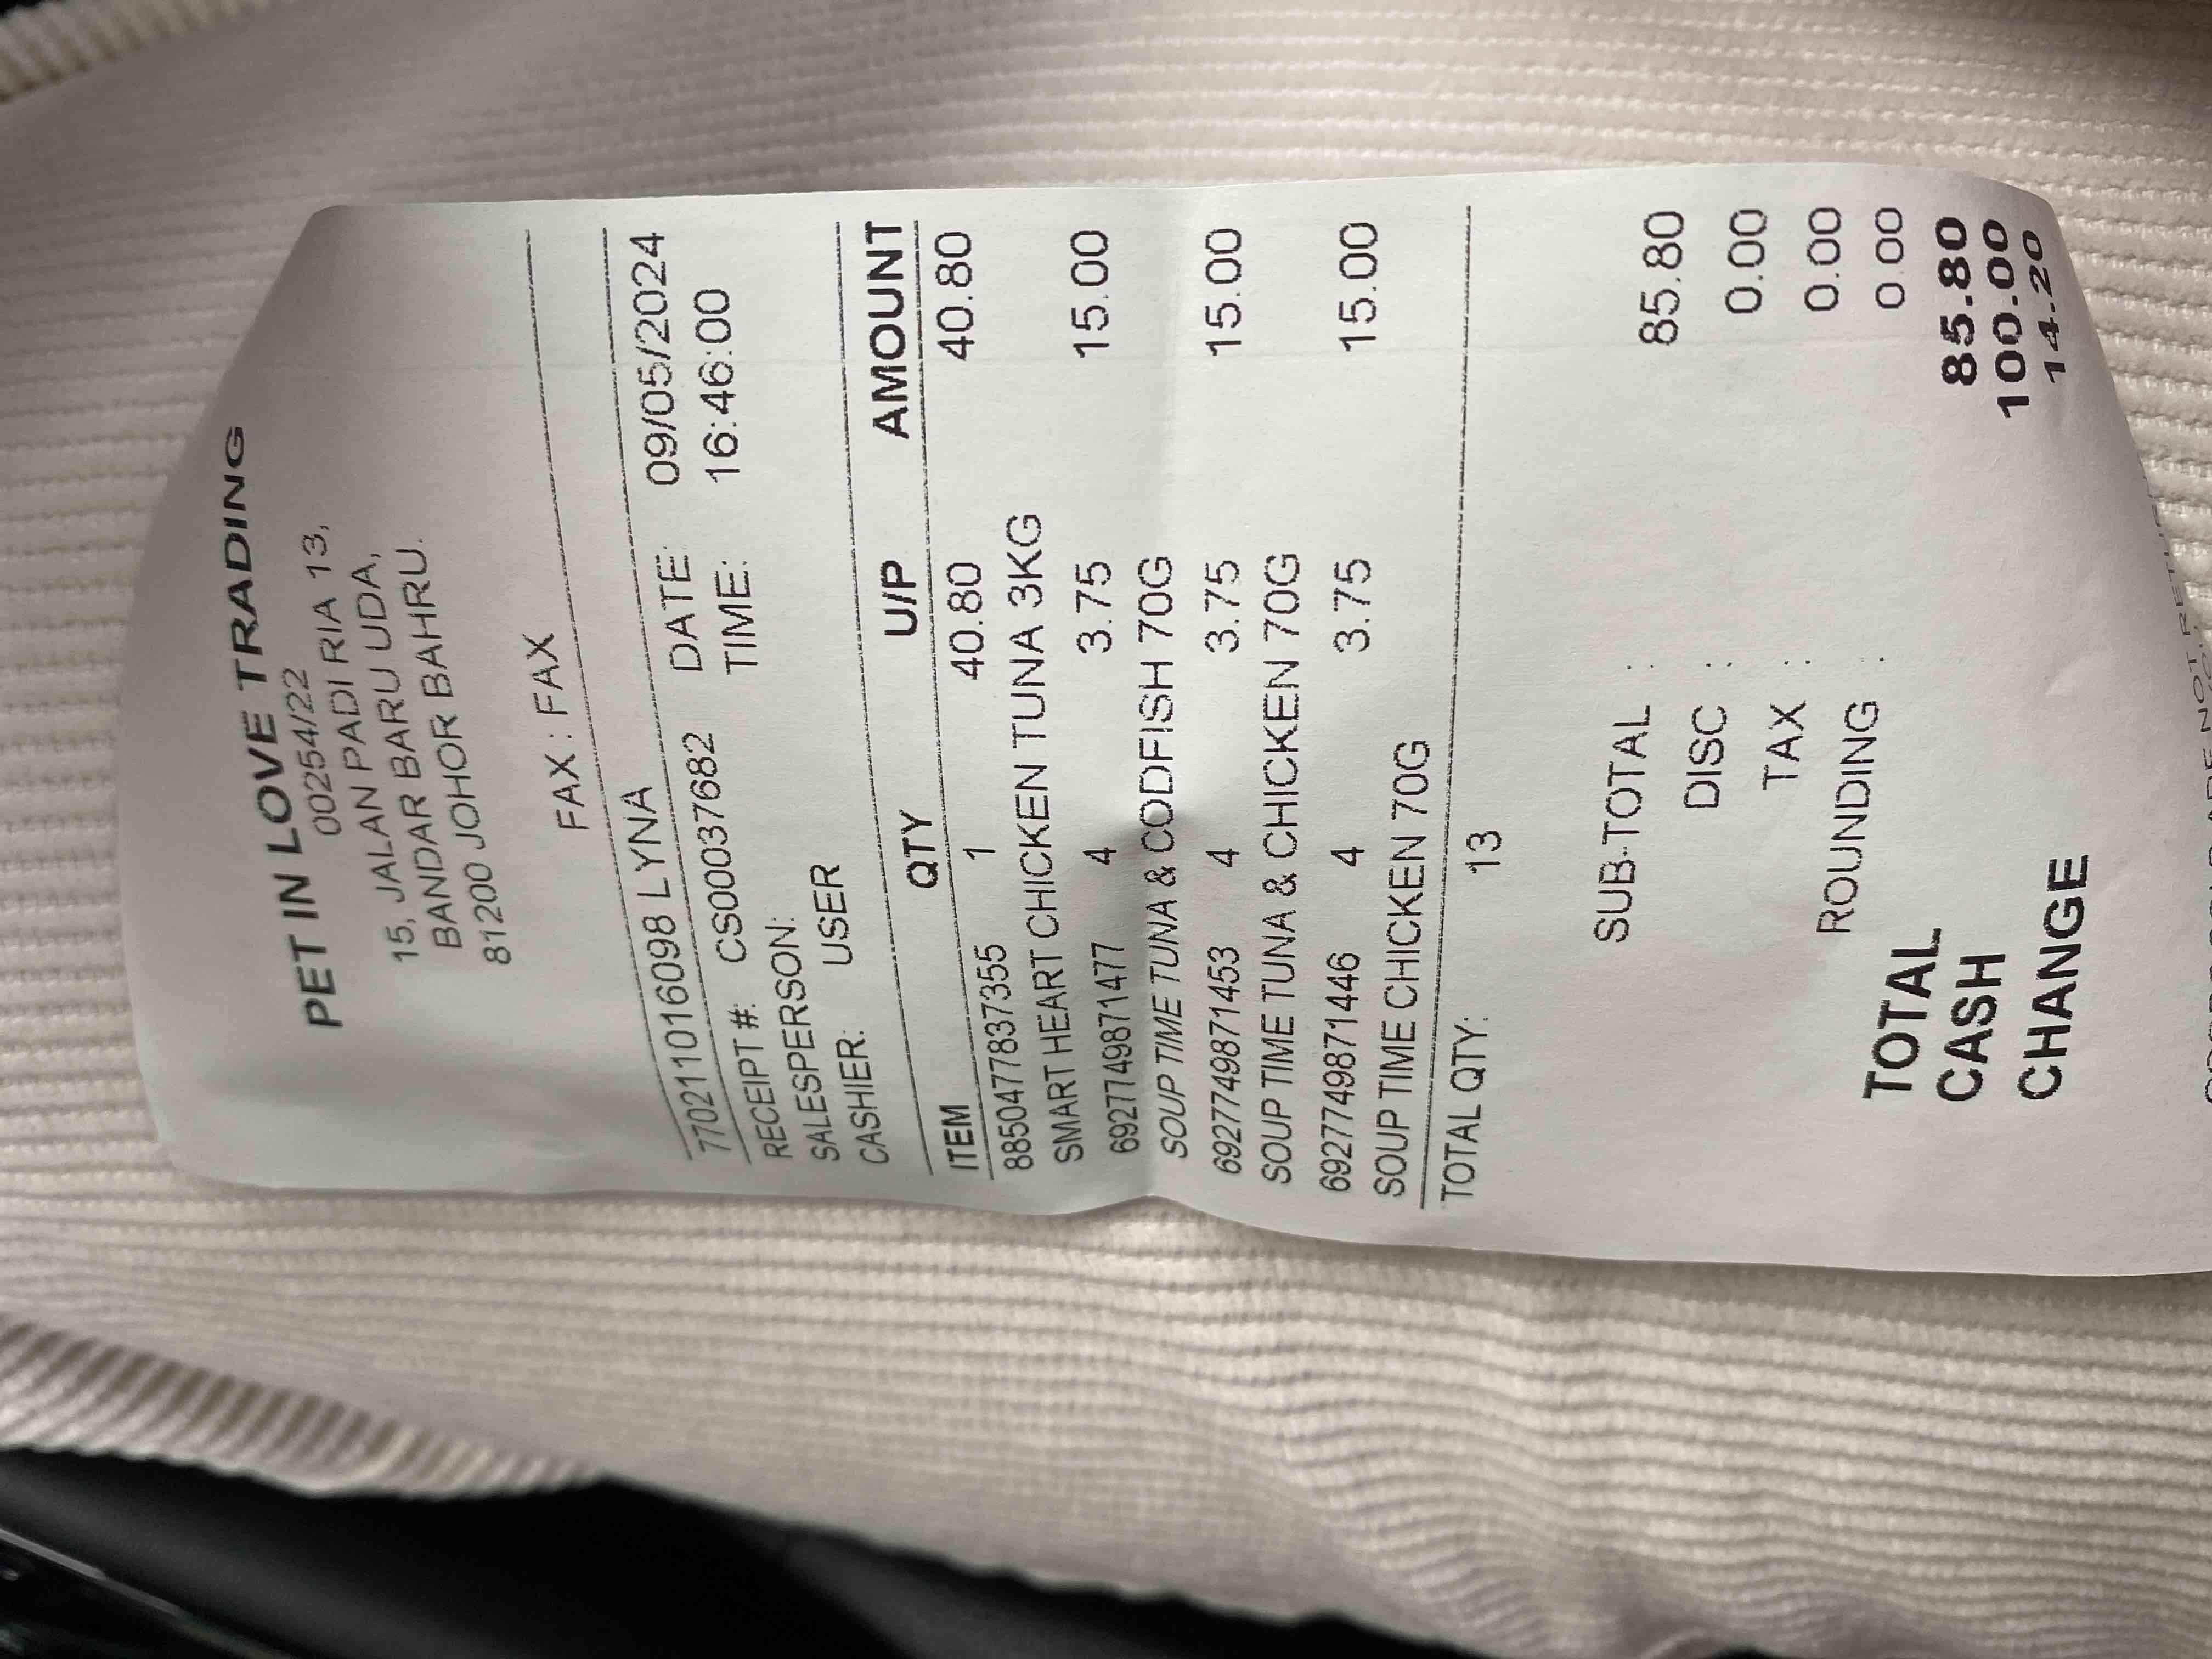 PET IN LOVE TRADING
002554/22
15, JALAN PADI RIA 13,
BANDAR BARU UDA,
81200 JOHOR BAHRU.
FAX : FAX
770211016098 LYNA
RECEIPT #: CS00037682 DATE: 09/05/2024
SALESPERSON: TIME: 16:46:00
CASHIER: USER
ITEM QTY U/P AMOUNT
8850477837355 1 40.80 40.80
SMART HEART CHICKEN TUNA 3KG
6927749871477 4 3.75 15.00
SOUP TIME TUNA & CODFISH 70G
6927749871453 4 3.75 15.00
SOUP TIME TUNA & CHICKEN 70G
6927749871446 4 3.75 15.00
SOUP TIME CHICKEN 70G
TOTAL QTY: 13
SUB-TOTAL : 85.80
DISC : 0.00
TAX : 0.00
ROUNDING : 0.00
TOTAL 85.80
CASH 100.00
CHANGE 14.20